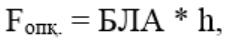 Fопк. = БЛА * h,